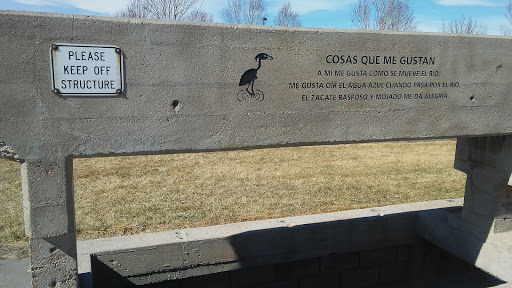 PLEASE
KEEP OFF
STRUCTURE
COSAS QUE ME GUSTAN
A MI ME GUSTA COMO SE MUEVE EL RIO.
ME GUSTA OIR EL AGUA AZUL CUANDO PASA POR EL RIO.
EL ZACATE RASPOSO Y MOJADO ME DA ALEGRIA.